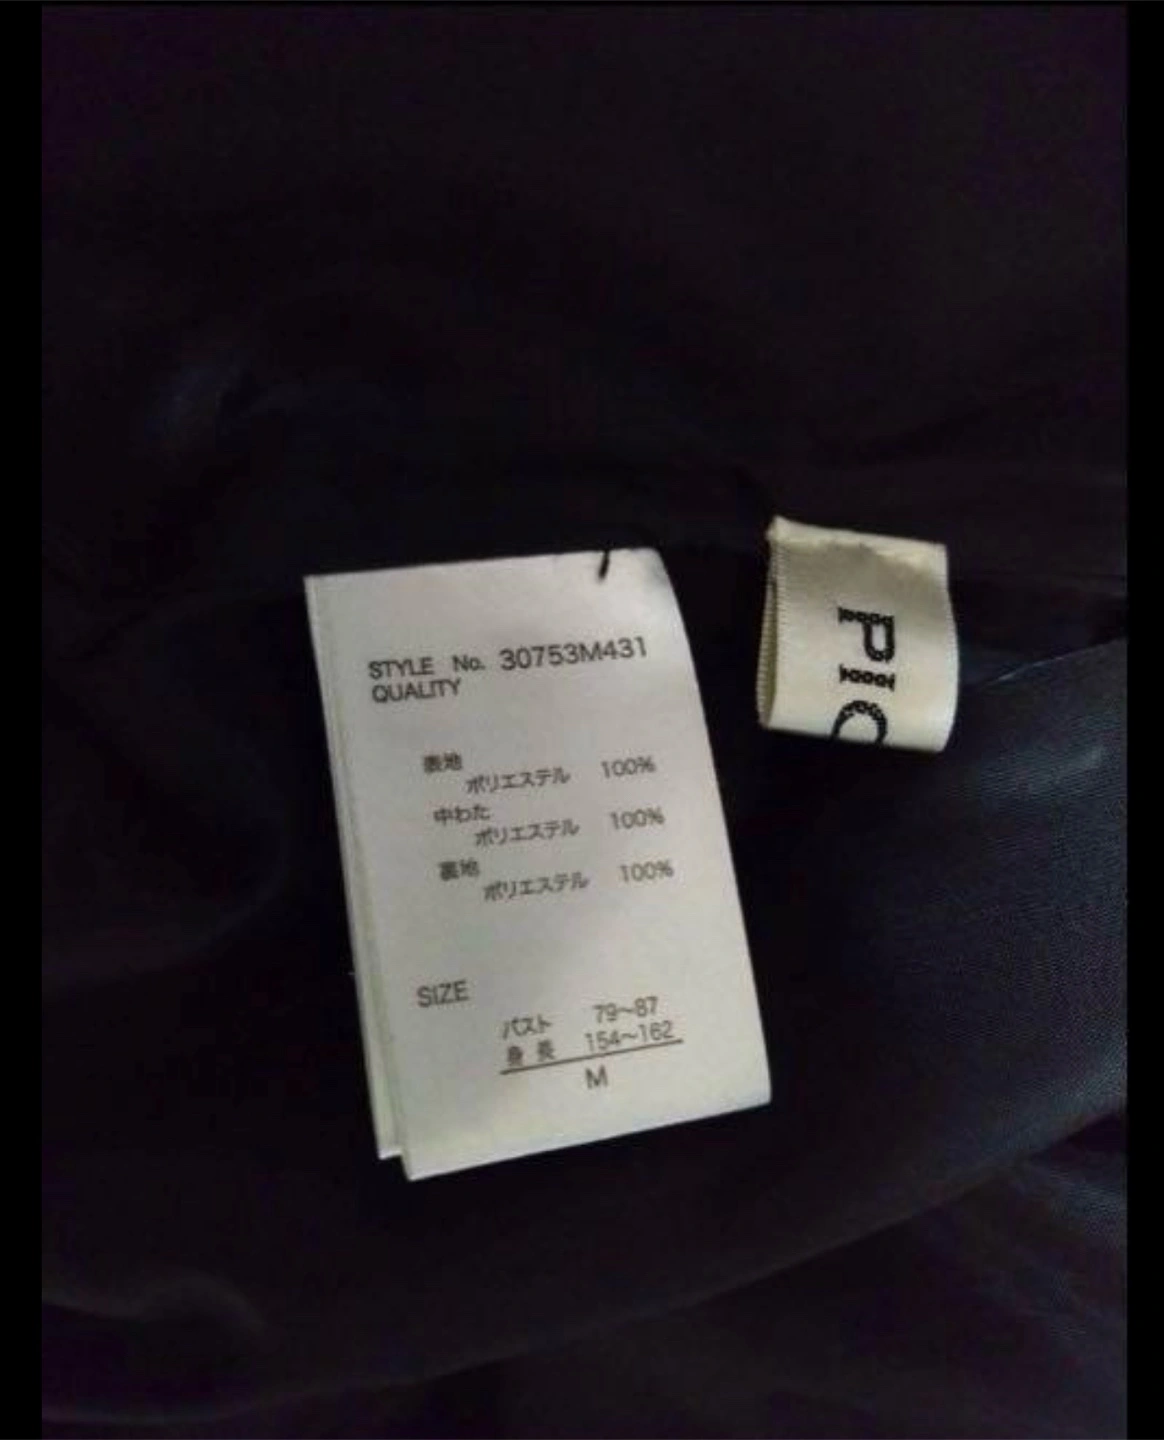 STYLE No. 30753M431
QUALITY
表地
ポリエステル 100%
中わた
ポリエステル 100%
裏地
ポリエステル 100%
SIZE
バスト 79~87
身長 154~162
M
PIC